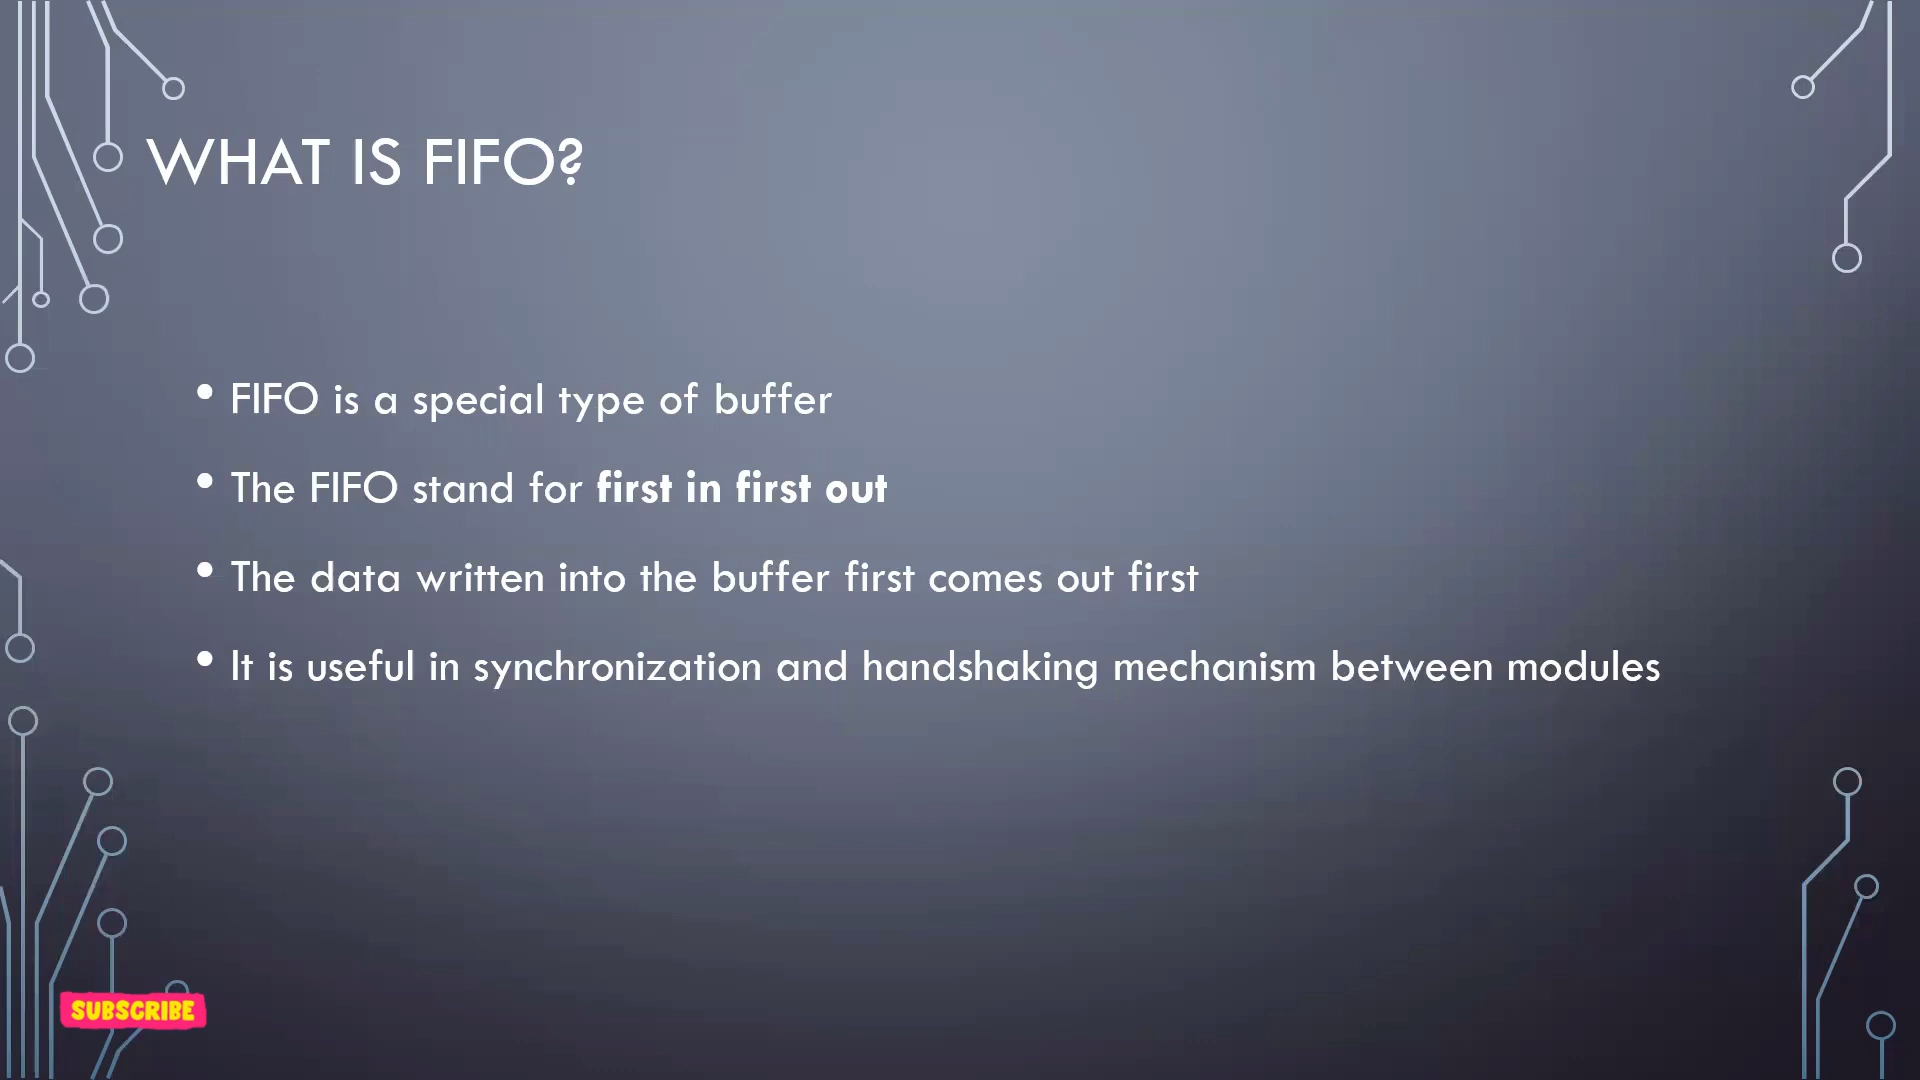 WHAT IS FIFO?
• FIFO is a special type of buffer
• The FIFO stand for first in first out
• The data written into the buffer first comes out first
• It is useful in synchronization and handshaking mechanism between modules
SUBSCRIBE